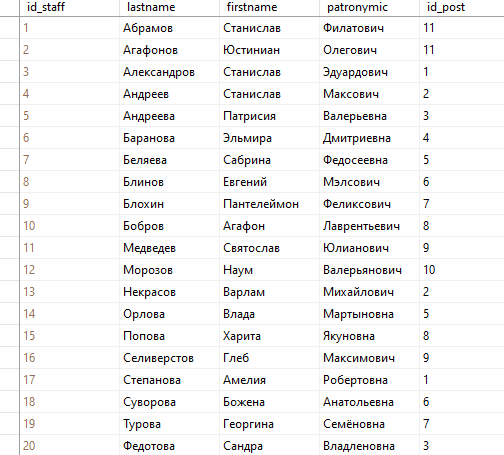 id_staff lastname firstname patronymic id_post
1 Абрамов Станислав Филатович 11
2 Агафонов Юстиниан Олегович 11
3 Александров Станислав Эдуардович 1
4 Андреев Станислав Максович 2
5 Андреева Патрисия Валерьевна 3
6 Баранова Эльмира Дмитриевна 4
7 Беляева Сабрина Федосеевна 5
8 Блинов Евгений Мэлсович 6
9 Блохин Пантелеймон Феликсович 7
10 Бобров Агафон Лаврентьевич 8
11 Медведев Святослав Юлианович 9
12 Морозов Наум Валерьянович 10
13 Некрасов Варлам Михайлович 2
14 Орлова Влада Мартыновна 5
15 Попова Харита Якуновна 8
16 Селиверстов Глеб Максимович 9
17 Степанова Амелия Робертовна 1
18 Суворова Божена Анатольевна 6
19 Турова Георгина Семёновна 7
20 Федотова Сандра Владленовна 3